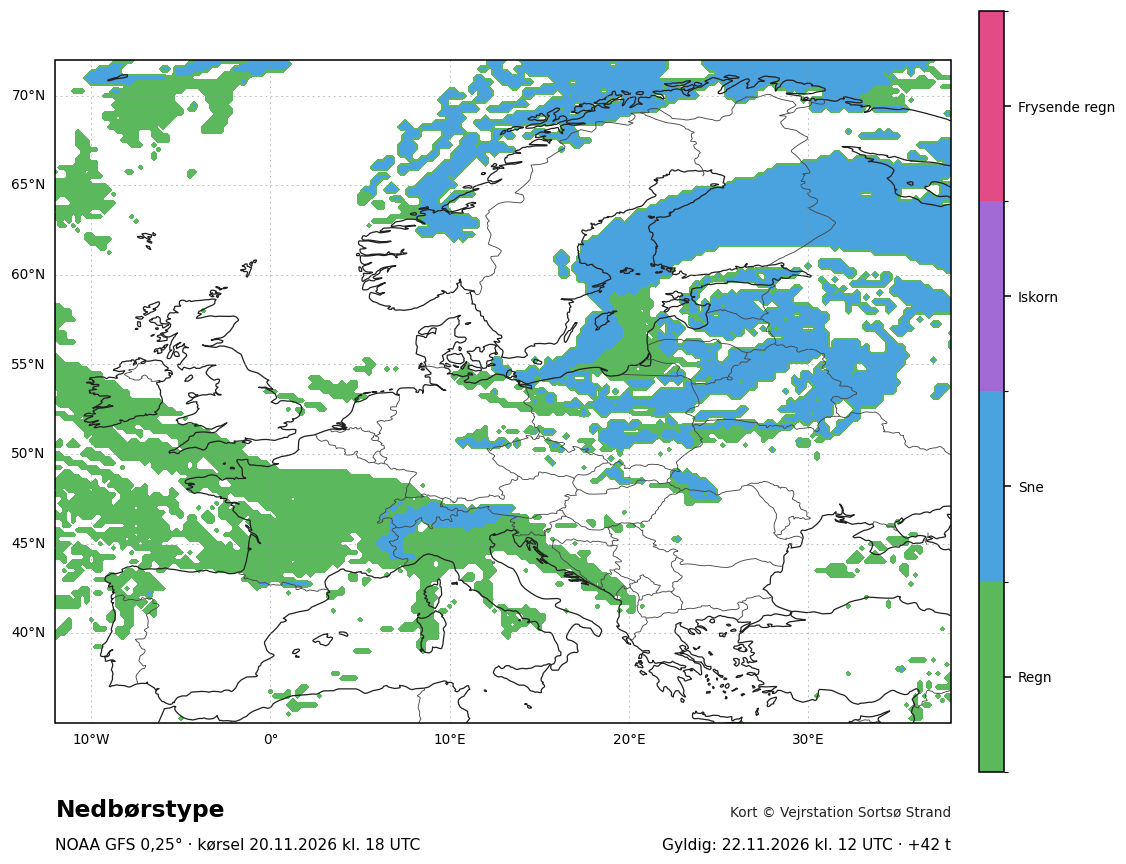 70°N
65°N
60°N
55°N
50°N
45°N
40°N
10°W
0°
10°E
20°E
30°E
Frysende regn
Iskorn
Sne
Regn
Nedbørstype
Kort © Vejrstation Sortsø Strand
NOAA GFS 0,25° · kørsel 20.11.2026 kl. 18 UTC
Gyldig: 22.11.2026 kl. 12 UTC · +42 t